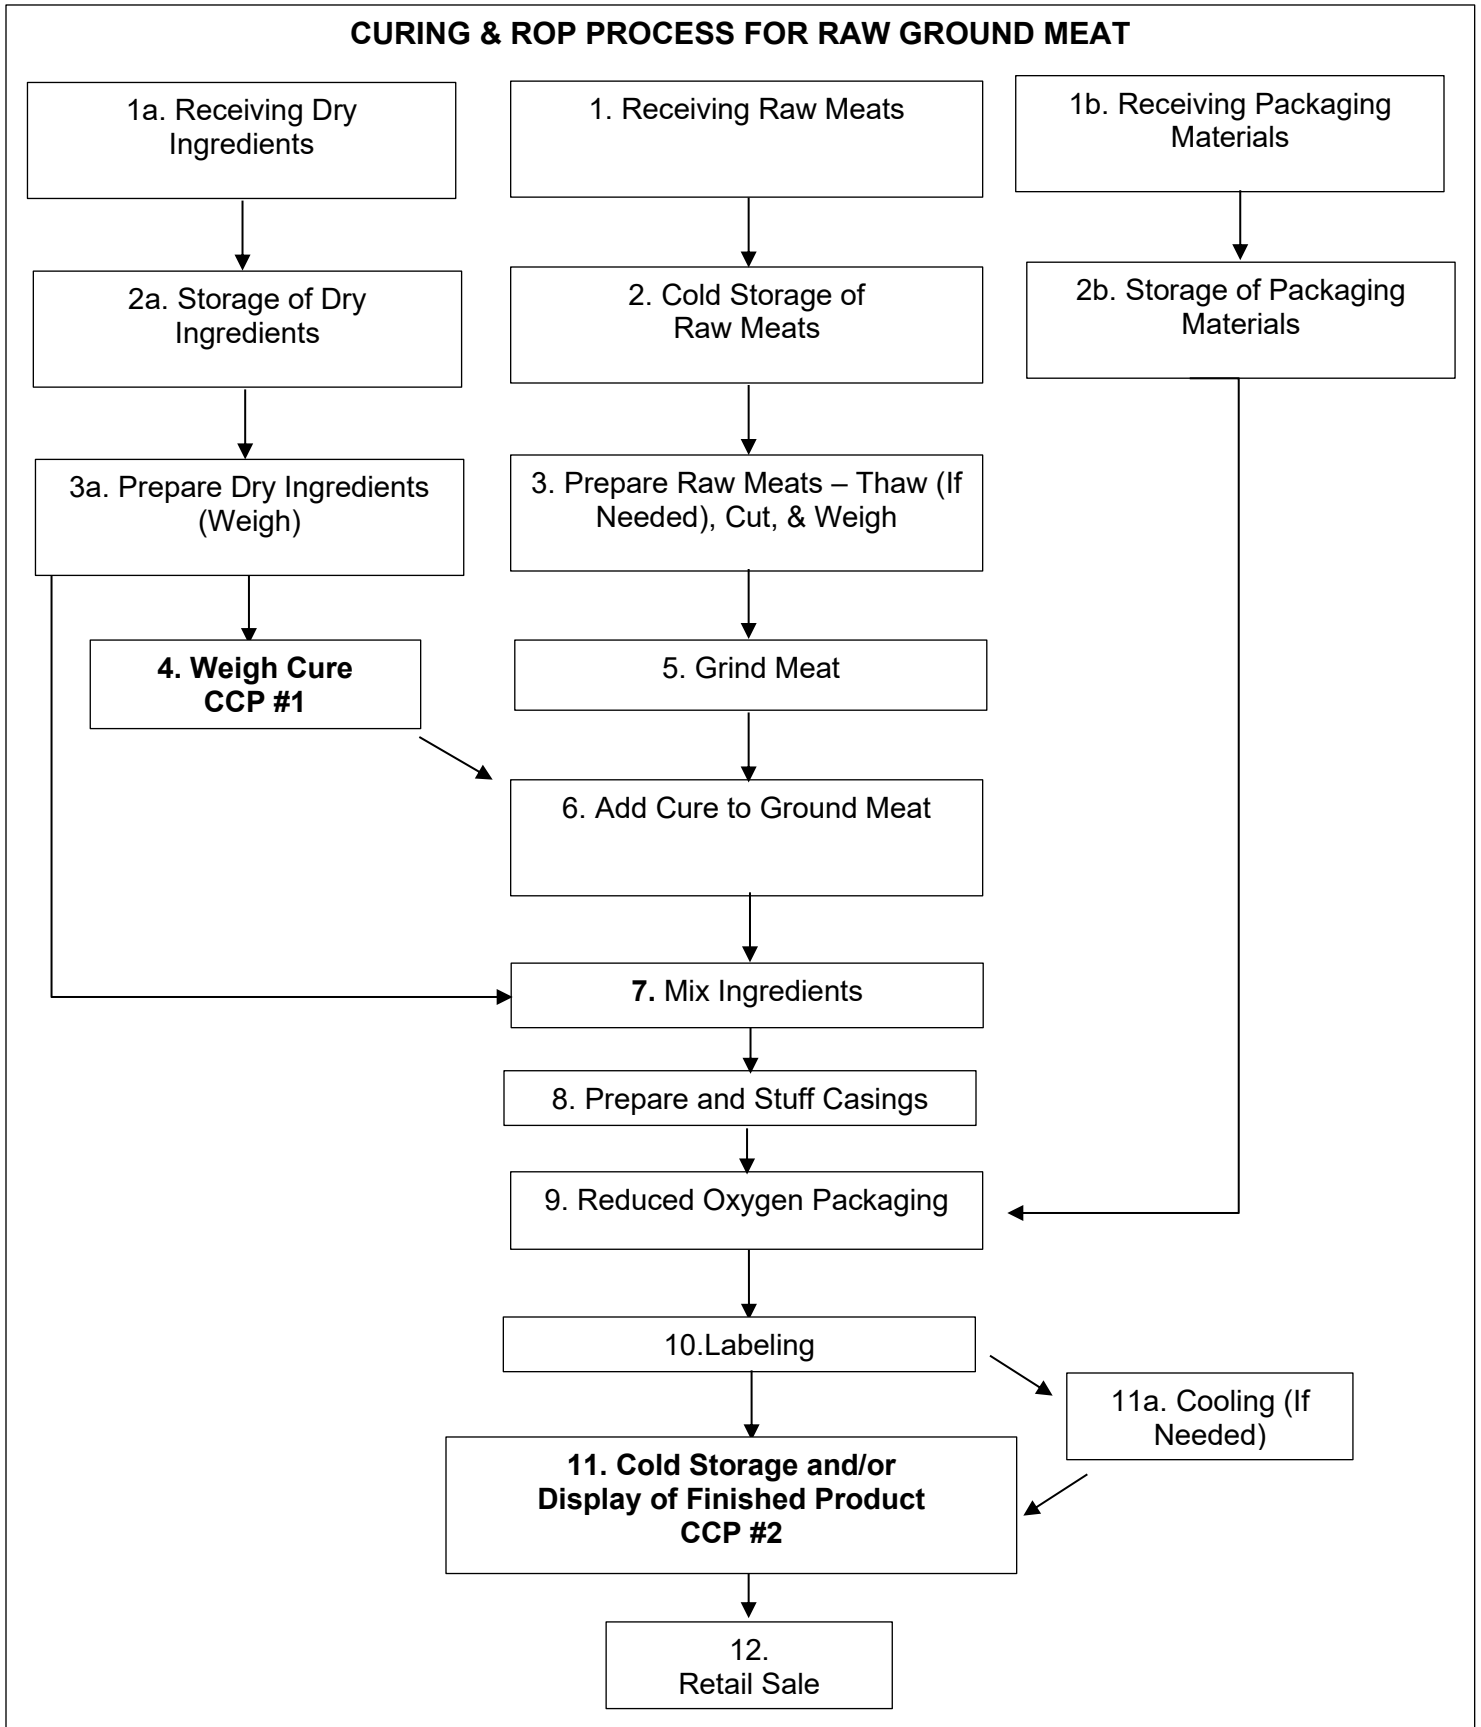 CURING & ROP PROCESS FOR RAW GROUND MEAT
1a. Receiving Dry
Ingredients
1. Receiving Raw Meats
1b. Receiving Packaging
Materials
2a. Storage of Dry
Ingredients
2. Cold Storage of
Raw Meats
2b. Storage of Packaging
Materials
3a. Prepare Dry Ingredients
(Weigh)
3. Prepare Raw Meats – Thaw (If
Needed), Cut, & Weigh
4. Weigh Cure
CCP #1
5. Grind Meat
6. Add Cure to Ground Meat
7. Mix Ingredients
8. Prepare and Stuff Casings
9. Reduced Oxygen Packaging
10.Labeling
11a. Cooling (If
Needed)
11. Cold Storage and/or
Display of Finished Product
CCP #2
12.
Retail Sale